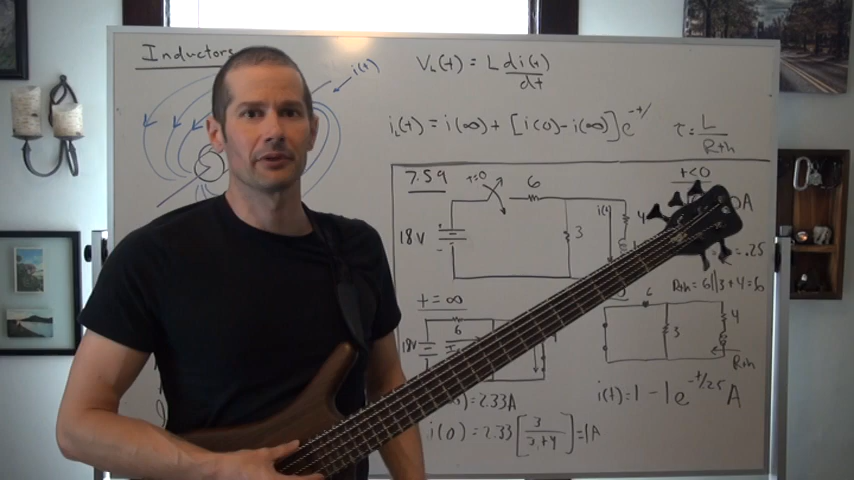 Inductors
i(t)
V_L(t) = L di(t)/dt
i_L(t) = i(∞) + [i(0) - i(∞)] e^-t/
τ = L/Rth
7.59
t=0
6
18V
3
i(t)
4
t<0
A
= .25
Rth = 6||3+4 = 6
t = ∞
6
18V
6
3
4
Rth
= 2.33A
i(0) = 2.33 [3/3+4] = 1A
i(t) = 1 - 1e^-t/.25 A